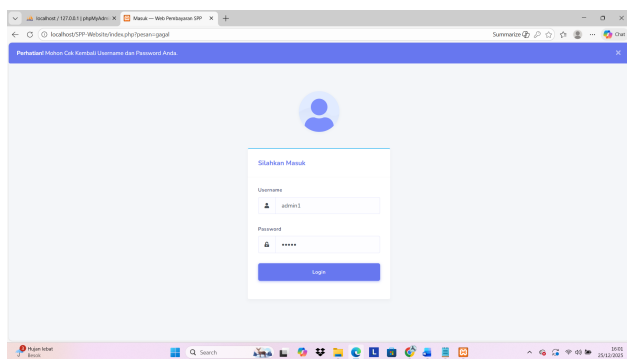 localhost / 127.0.0.1 | phpMyAdmi
Masuk — Web Pembayaran SPP
localhost/SPP-Website/index.php?pesan=gagal
Summarize
Chat
Perhatian! Mohon Cek Kembali Username dan Password Anda.
Silahkan Masuk
Username
admin1
Password
•••••
Login
Hujan lebat
Besok
Search
16:01
25/12/2025